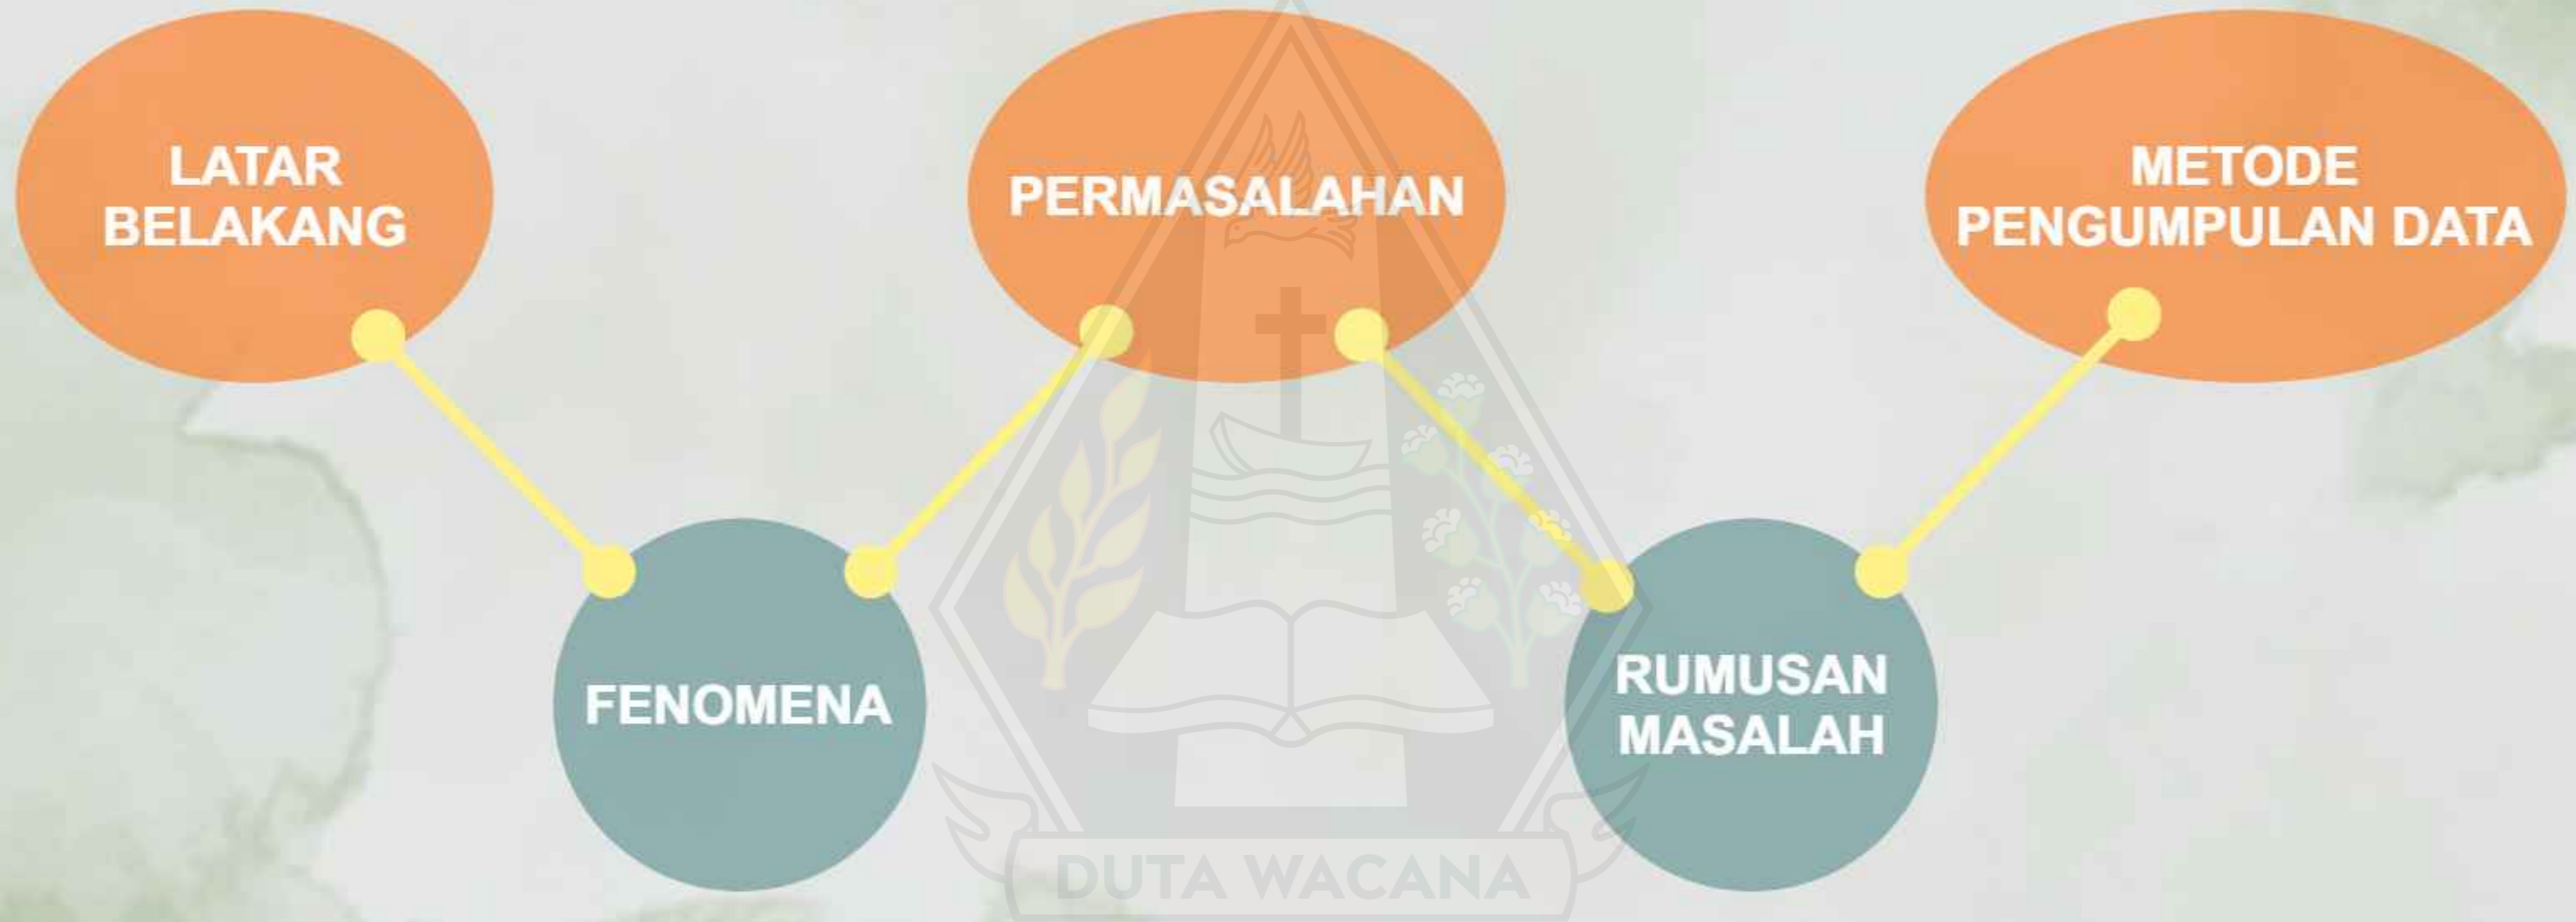 LATAR
BELAKANG
PERMASALAHAN
METODE
PENGUMPULAN DATA
FENOMENA
RUMUSAN
MASALAH
DUTA WACANA